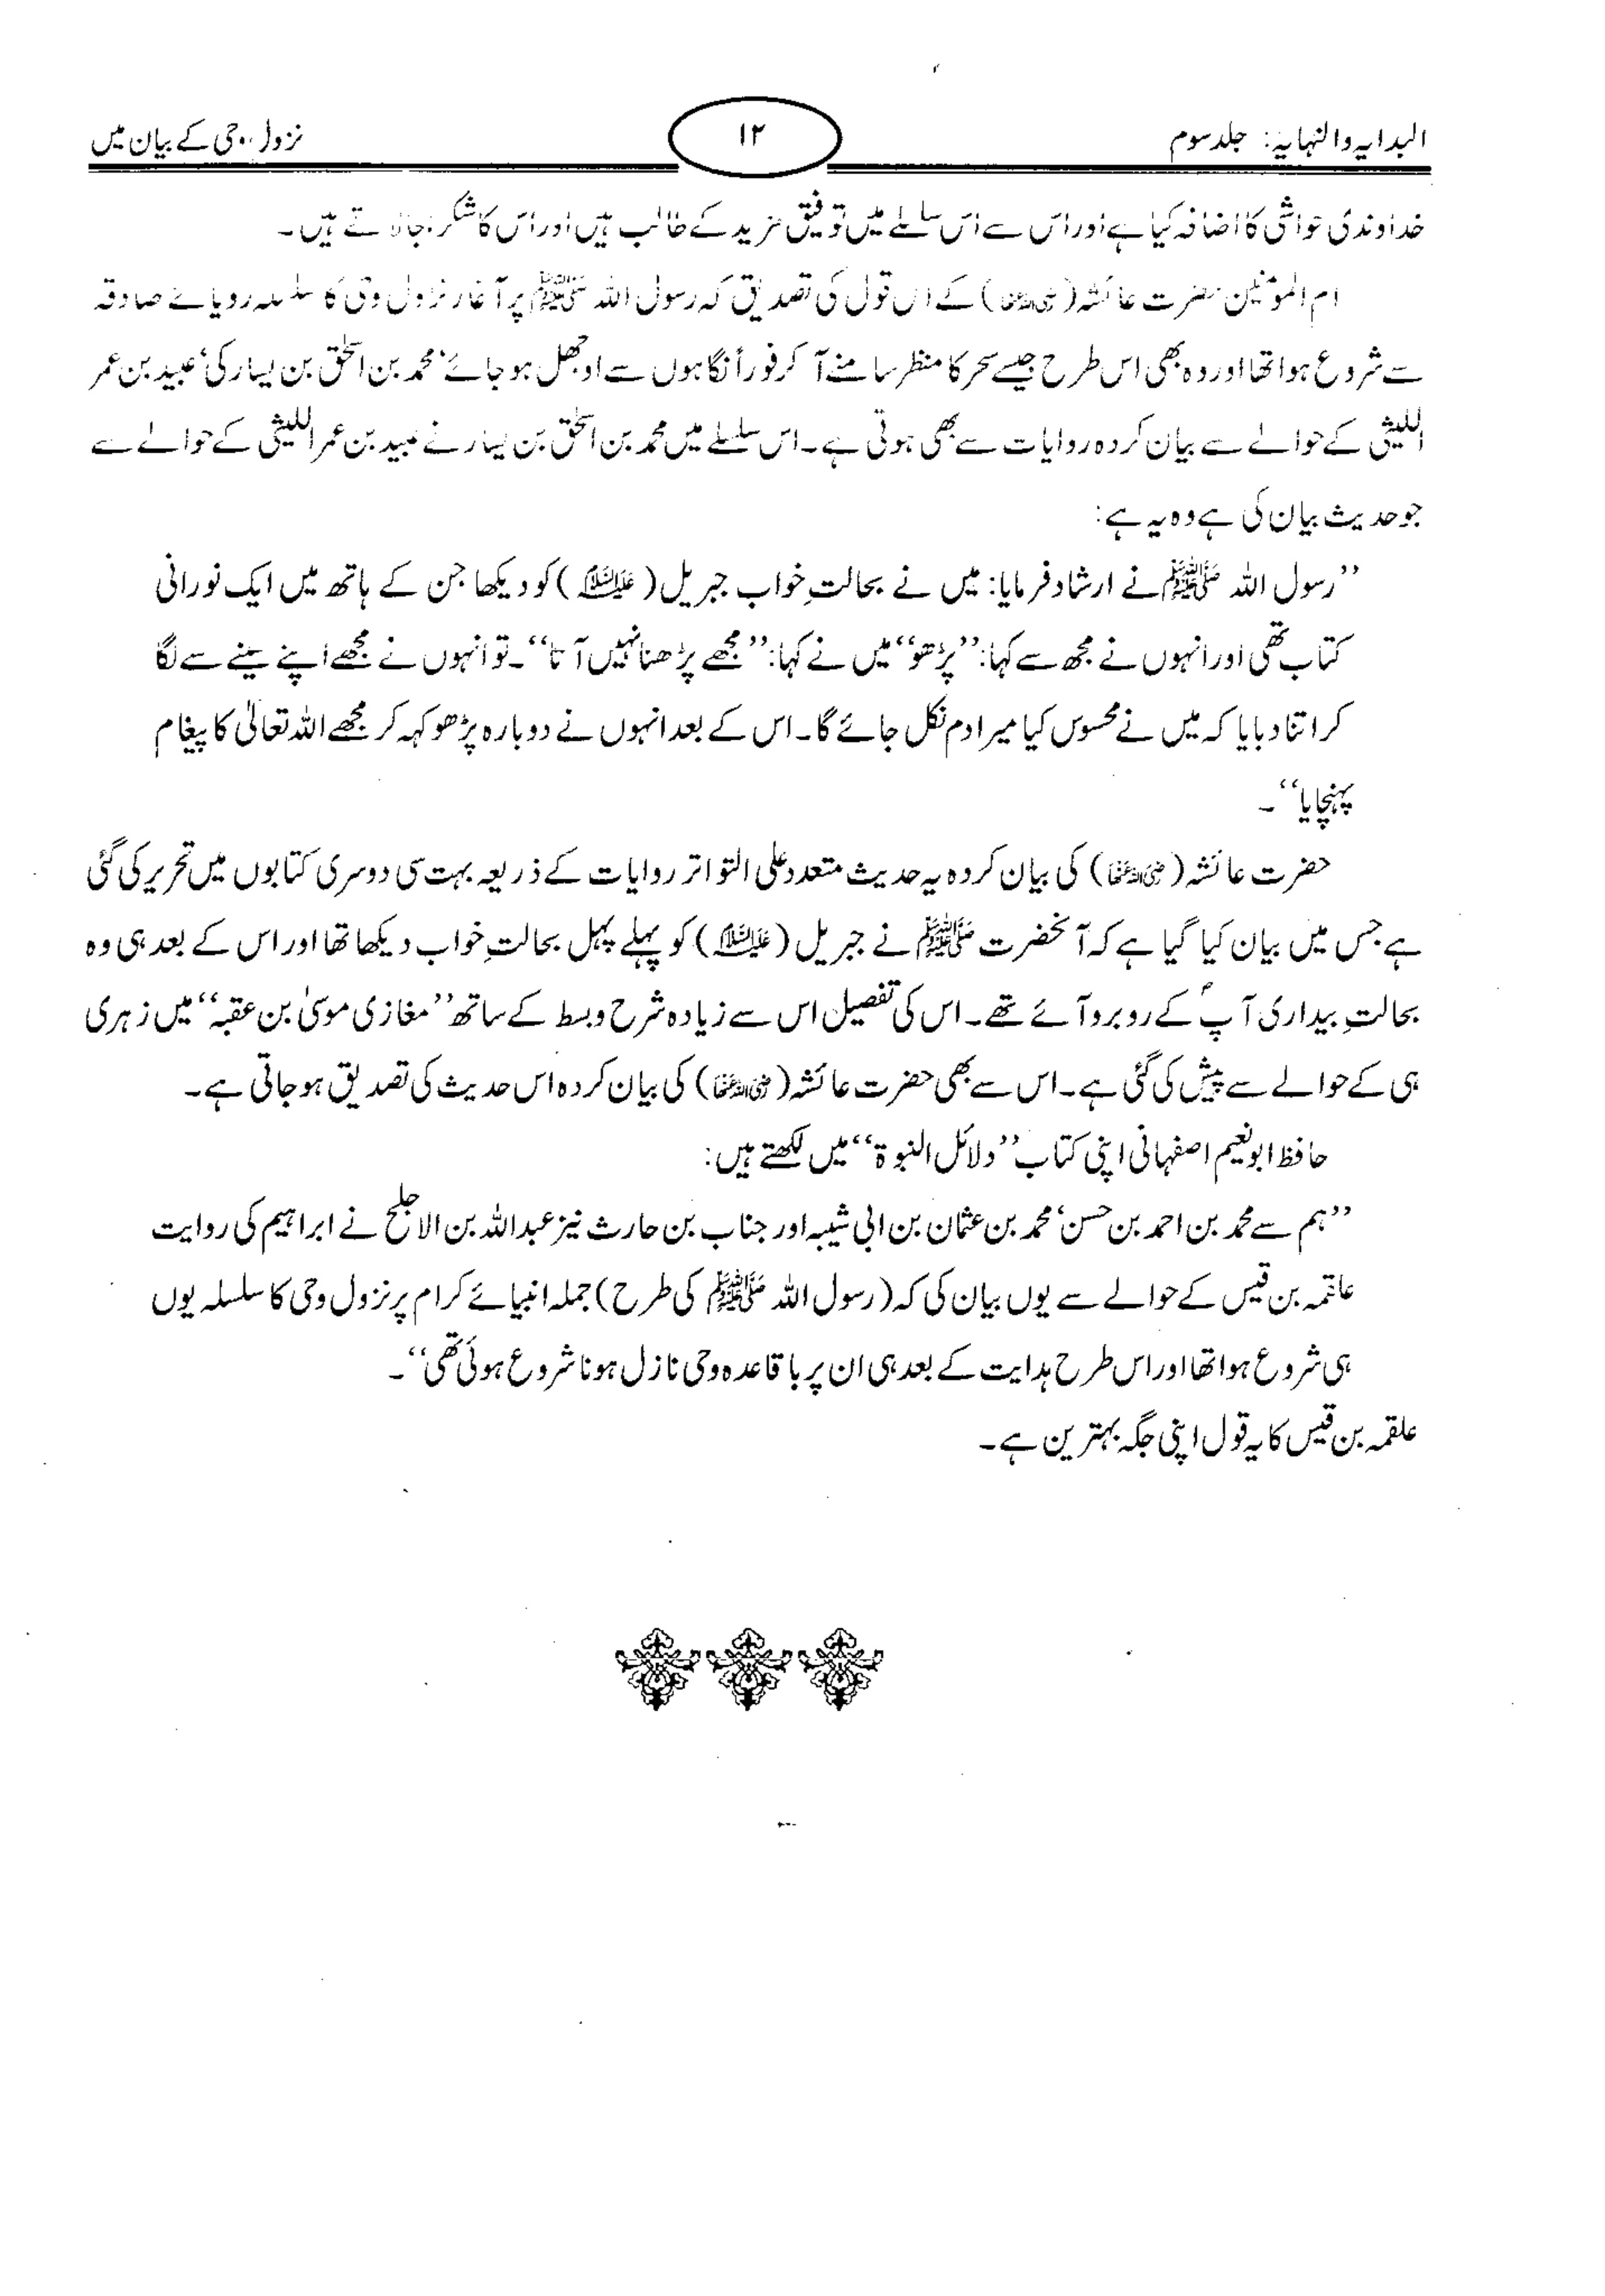 البدایہ والنہایہ: جلد سوم
۱۲
نزول وحی کے بیان میں
خداوندی حواشی کا اضافہ کیا ہے اور اس سے اس سلسلے میں توفیق مزید کے طالب ہیں اور اس کا شکر بجا لاتے ہیں۔
ام المومنین حضرت عائشہ (رضی اللہ عنہا) کے اس قول کی تصدیق کہ رسول اللہ ﷺ پر آغاز نزول وحی کا سلسلہ رویائے صادقہ
سے شروع ہوا تھا اور وہ بھی اس طرح جیسے سحر کا منظر سامنے آ کر فوراً نگاہوں سے اوجھل ہو جائے‘ محمد بن اسحٰق بن یسار کی‘ عبید بن عمر
اللیثی کے حوالے سے بیان کردہ روایات سے بھی ہوتی ہے۔ اس سلسلے میں محمد بن اسحٰق بن یسار نے عبید بن عمر اللیثی کے حوالے سے
جو حدیث بیان کی ہے وہ یہ ہے:
’’رسول اللہ ﷺ نے ارشاد فرمایا: میں نے بحالتِ خواب جبریل (علیہ السلام) کو دیکھا جن کے ہاتھ میں ایک نورانی
کتاب تھی اور انہوں نے مجھ سے کہا: ’’پڑھو‘‘ میں نے کہا: ’’مجھے پڑھنا نہیں آتا‘‘۔ تو انہوں نے مجھے اپنے سینے سے لگا
کر اتنا دبایا کہ میں نے محسوس کیا میرا دم نکل جائے گا۔ اس کے بعد انہوں نے دوبارہ پڑھو کہہ کر مجھے اللہ تعالیٰ کا پیغام
پہنچایا‘‘۔
حضرت عائشہ (رضی اللہ عنہا) کی بیان کردہ یہ حدیث متعدد علی التواتر روایات کے ذریعہ بہت سی دوسری کتابوں میں تحریر کی گئی
ہے جس میں بیان کیا گیا ہے کہ آنحضرت ﷺ نے جبریل (علیہ السلام) کو پہلے پہل بحالتِ خواب دیکھا تھا اور اس کے بعد ہی وہ
بحالتِ بیداری آپؐ کے روبرو آئے تھے۔ اس کی تفصیل اس سے زیادہ شرح وبسط کے ساتھ ’’مغازی موسیٰ بن عقبہ‘‘ میں زہری
ہی کے حوالے سے پیش کی گئی ہے۔ اس سے بھی حضرت عائشہ (رضی اللہ عنہا) کی بیان کردہ اس حدیث کی تصدیق ہو جاتی ہے۔
حافظ ابونعیم اصفہانی اپنی کتاب ’’دلائل النبوۃ‘‘ میں لکھتے ہیں:
’’ہم سے محمد بن احمد بن حسن‘ محمد بن عثمان بن ابی شیبہ اور جناب بن حارث نیز عبداللہ بن الاجلح نے ابراہیم کی روایت
علقمہ بن قیس کے حوالے سے یوں بیان کی کہ (رسول اللہ ﷺ کی طرح) جملہ انبیائے کرام پر نزول وحی کا سلسلہ یوں
ہی شروع ہوا تھا اور اس طرح ہدایت کے بعد ہی ان پر باقاعدہ وحی نازل ہونا شروع ہوئی تھی‘‘۔
علقمہ بن قیس کا یہ قول اپنی جگہ بہترین ہے۔